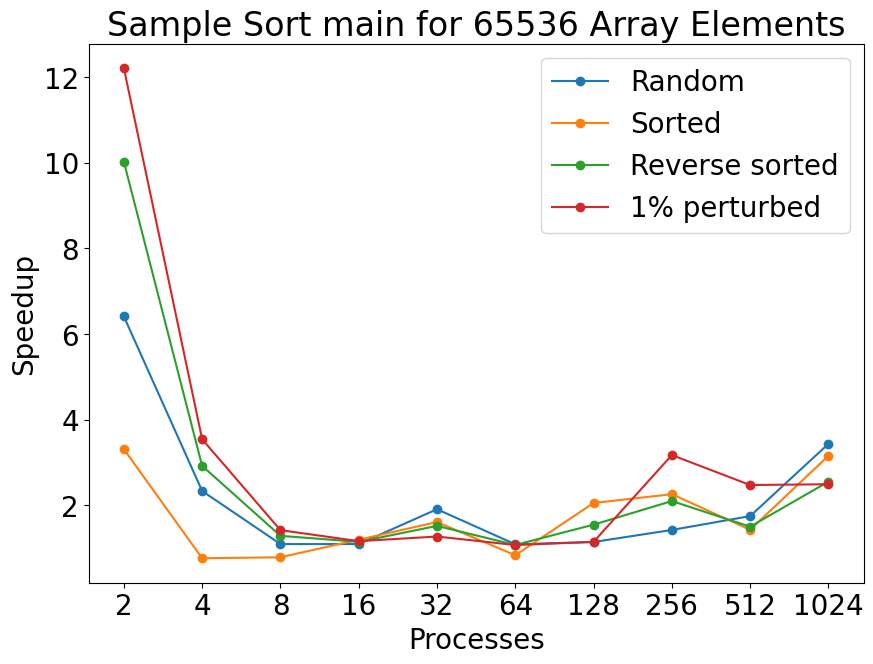 Sample Sort main for 65536 Array Elements
Random
Sorted
Reverse sorted
1% perturbed
Speedup
12
10
8
6
4
2
2 4 8 16 32 64 128 256 512 1024
Processes